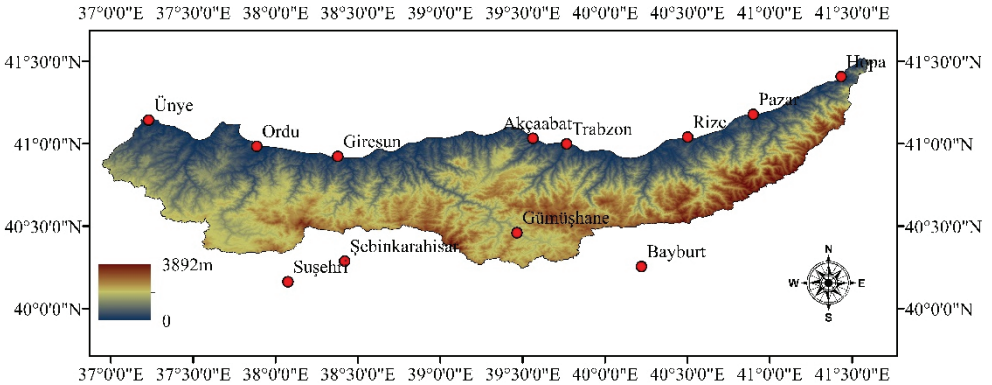 37°0'0"E 37°30'0"E 38°0'0"E 38°30'0"E 39°0'0"E 39°30'0"E 40°0'0"E 40°30'0"E 41°0'0"E 41°30'0"E
41°30'0"N 41°30'0"N
Hopa
Pazar
Ünye
Rize
Akçaabat
Trabzon
Ordu
Giresun
41°0'0"N 41°0'0"N
40°30'0"N 40°30'0"N
Gümüşhane
Şebinkarahisar
Bayburt
Suşehri
3892m
0
N
W E
S
40°0'0"N 40°0'0"N
37°0'0"E 37°30'0"E 38°0'0"E 38°30'0"E 39°0'0"E 39°30'0"E 40°0'0"E 40°30'0"E 41°0'0"E 41°30'0"E